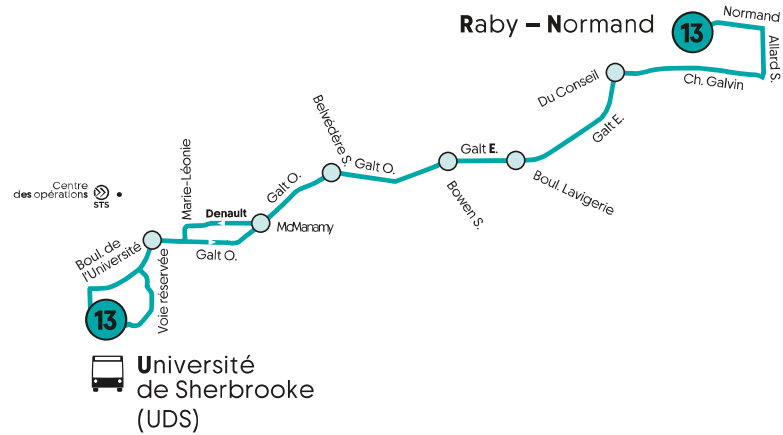 Raby – Normand
13
Normand
Allard S.
Ch. Galvin
Du Conseil
Galt E.
Boul. Lavigerie
Galt E.
Bowen S.
Galt O.
Belvédère S.
Galt O.
McManamy
Denault
Marie-Léonie
Galt O.
Centre
des opérations
STS
Boul. de
l'Université
Voie réservée
13
Université
de Sherbrooke
(UDS)